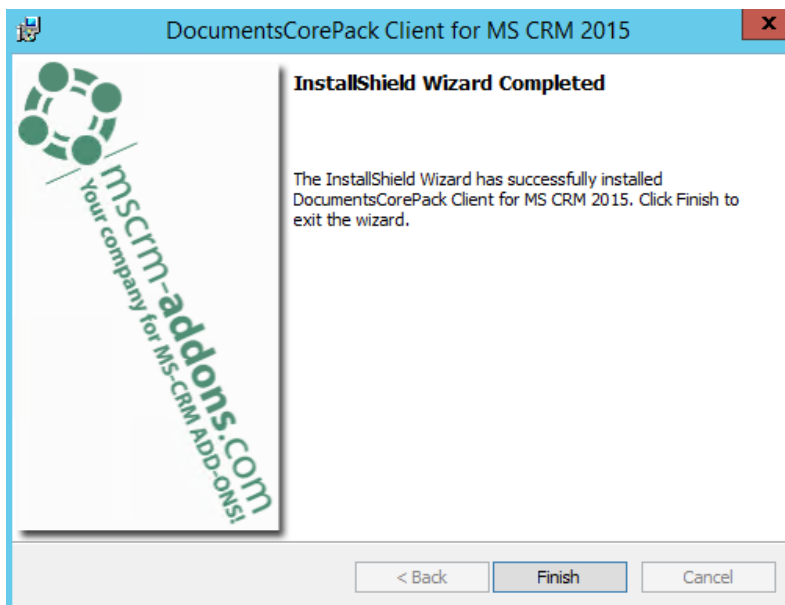 DocumentsCorePack Client for MS CRM 2015
x
InstallShield Wizard Completed
The InstallShield Wizard has successfully installed
DocumentsCorePack Client for MS CRM 2015. Click Finish to
exit the wizard.
mscrm-addons.com
Your company for MS-CRM ADD-ONS!
< Back
Finish
Cancel